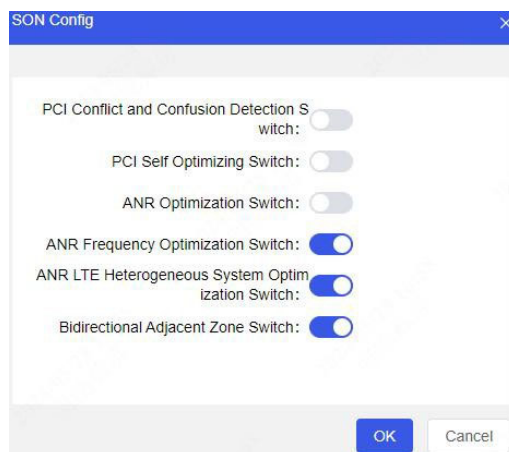 SON Config
PCI Conflict and Confusion Detection S
witch:
PCI Self Optimizing Switch:
ANR Optimization Switch:
ANR Frequency Optimization Switch:
ANR LTE Heterogeneous System Optim
ization Switch:
Bidirectional Adjacent Zone Switch:
OK Cancel